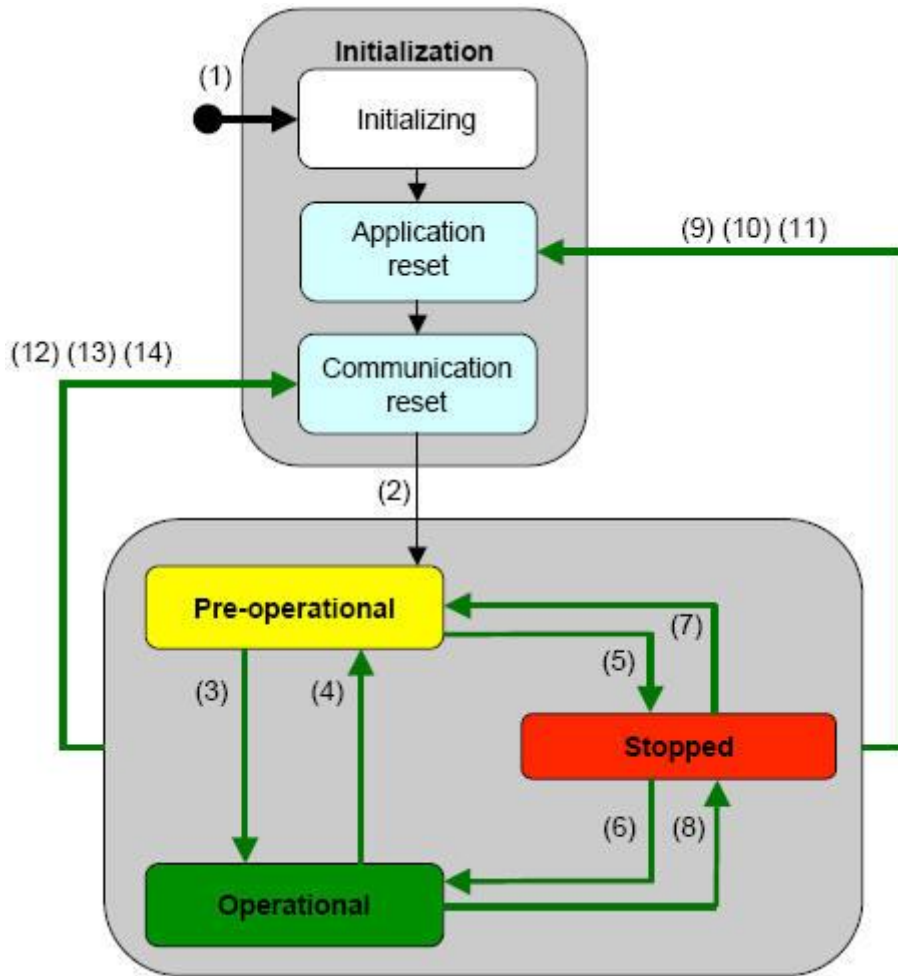 Initialization
(1)
Initializing
Application
reset
(9) (10) (11)
(12) (13) (14)
Communication
reset
(2)
Pre-operational
(7)
(5)
(3)
(4)
Stopped
(6)
(8)
Operational